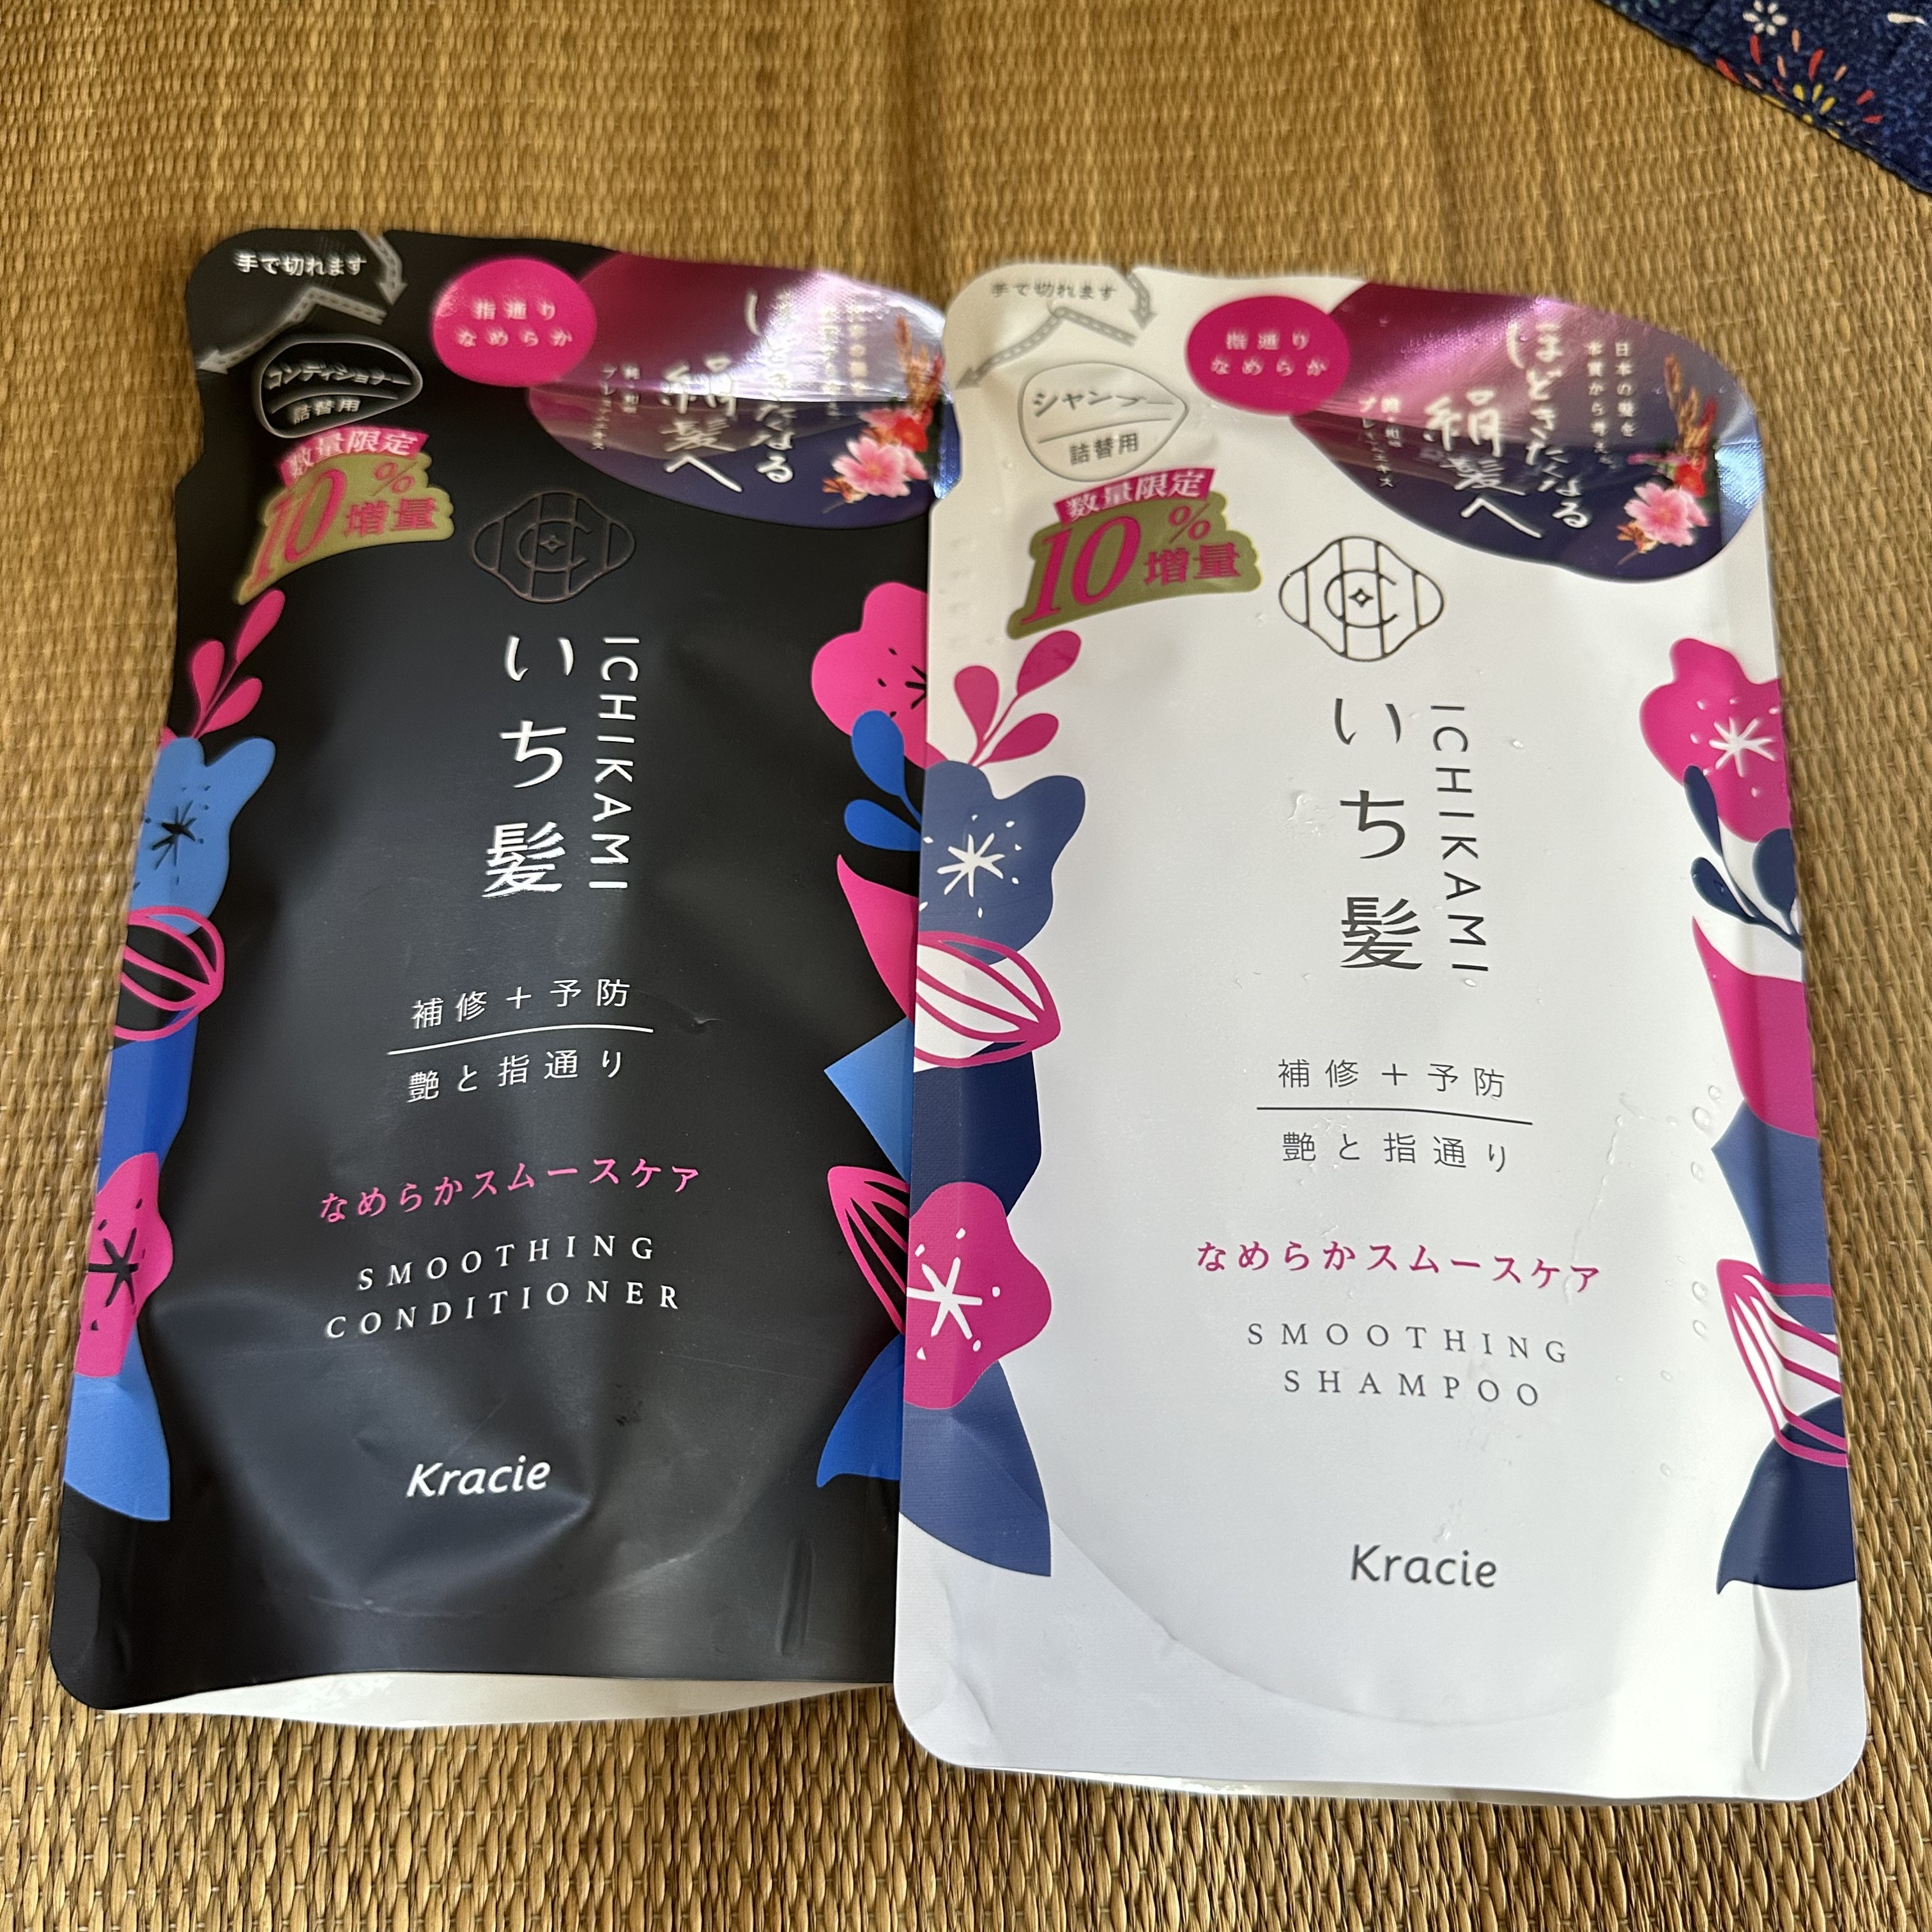 手で切れます
コンディショナー
詰替用
指通り
なめらか
絹髪へ
数量限定
10%増量
いち髪
ICHIKAMI
補修+予防
艶と指通り
なめらかスムースケア
SMOOTHING
CONDITIONER
Kracie
手で切れます
シャンプー
詰替用
指通り
なめらか
日本の髪を
本質から考えた
ほどきたくなる
絹髪へ
数量限定
10%増量
いち髪
ICHIKAMI
補修+予防
艶と指通り
なめらかスムースケア
SMOOTHING
SHAMPOO
Kracie